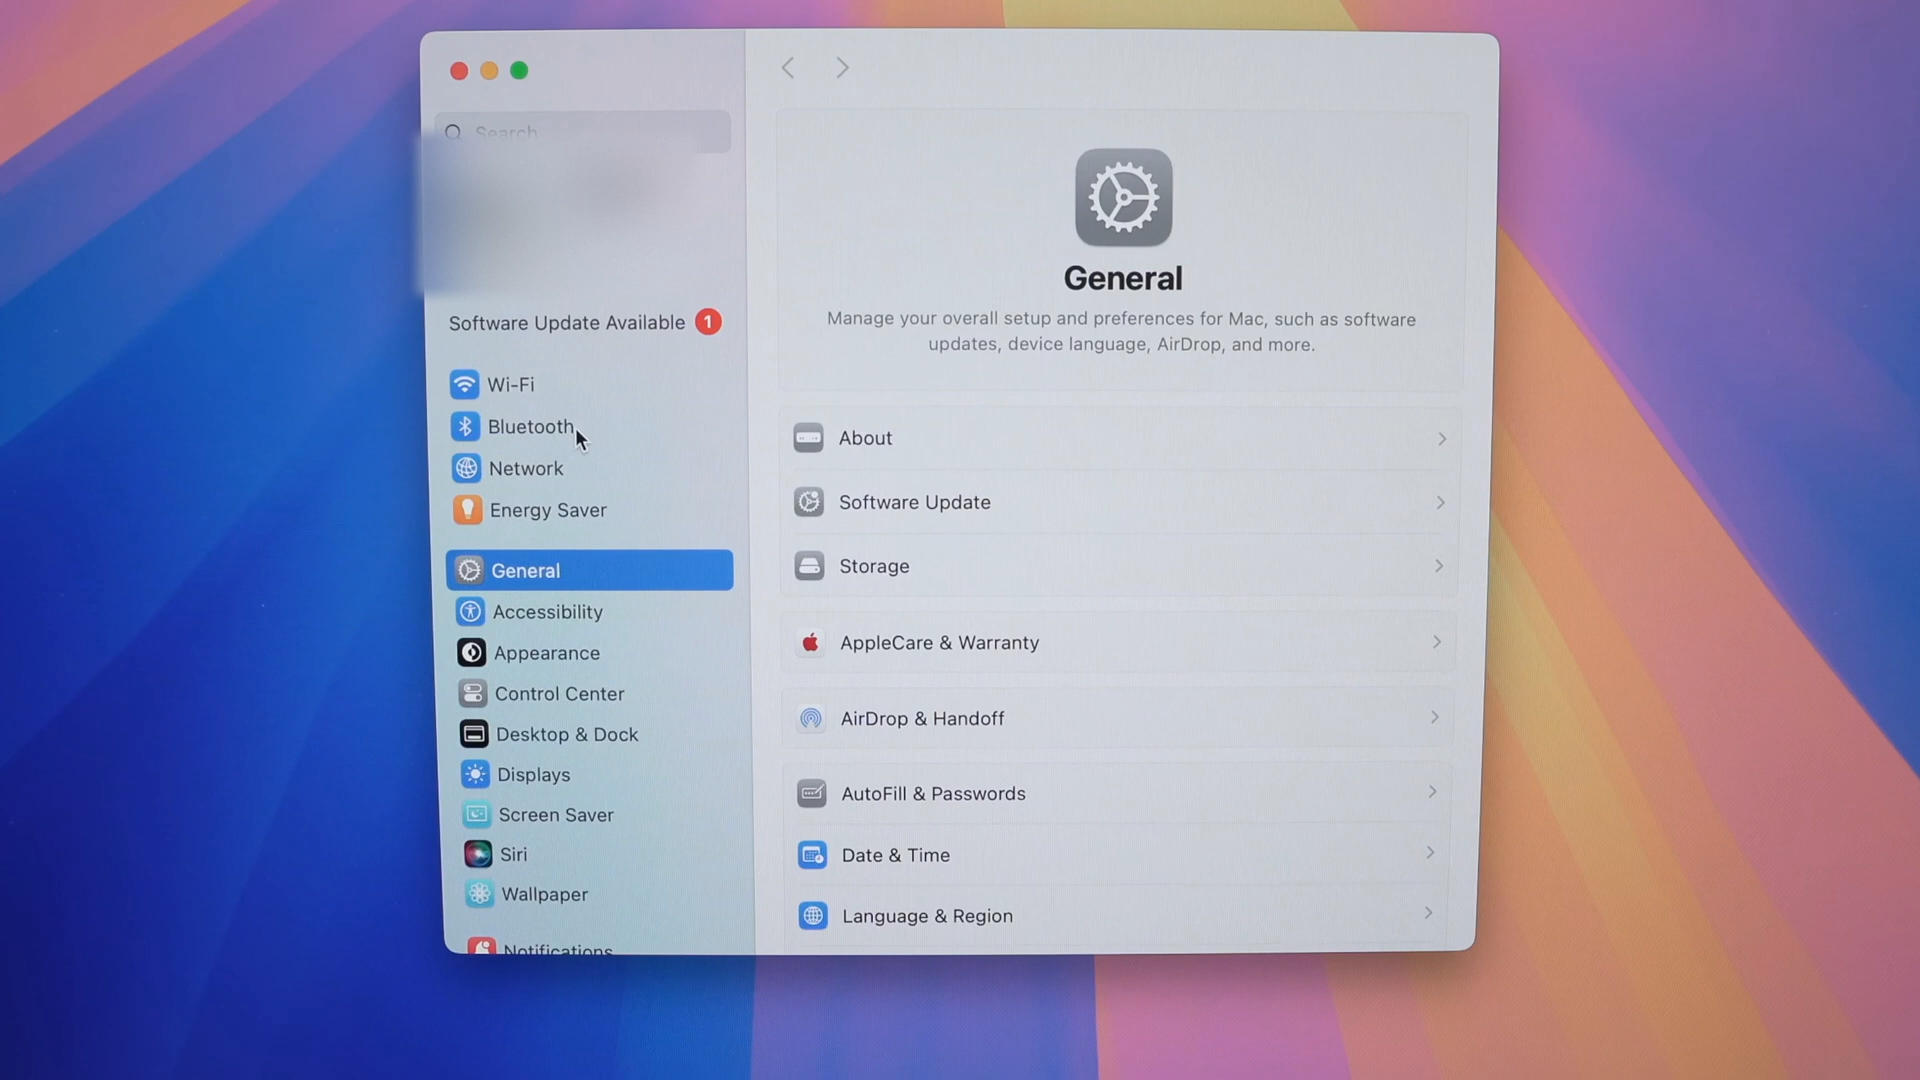 Search
Software Update Available 1
Wi-Fi
Bluetooth
Network
Energy Saver
General
Accessibility
Appearance
Control Center
Desktop & Dock
Displays
Screen Saver
Siri
Wallpaper
Notifications
General
Manage your overall setup and preferences for Mac, such as software
updates, device language, AirDrop, and more.
About
Software Update
Storage
AppleCare & Warranty
AirDrop & Handoff
AutoFill & Passwords
Date & Time
Language & Region